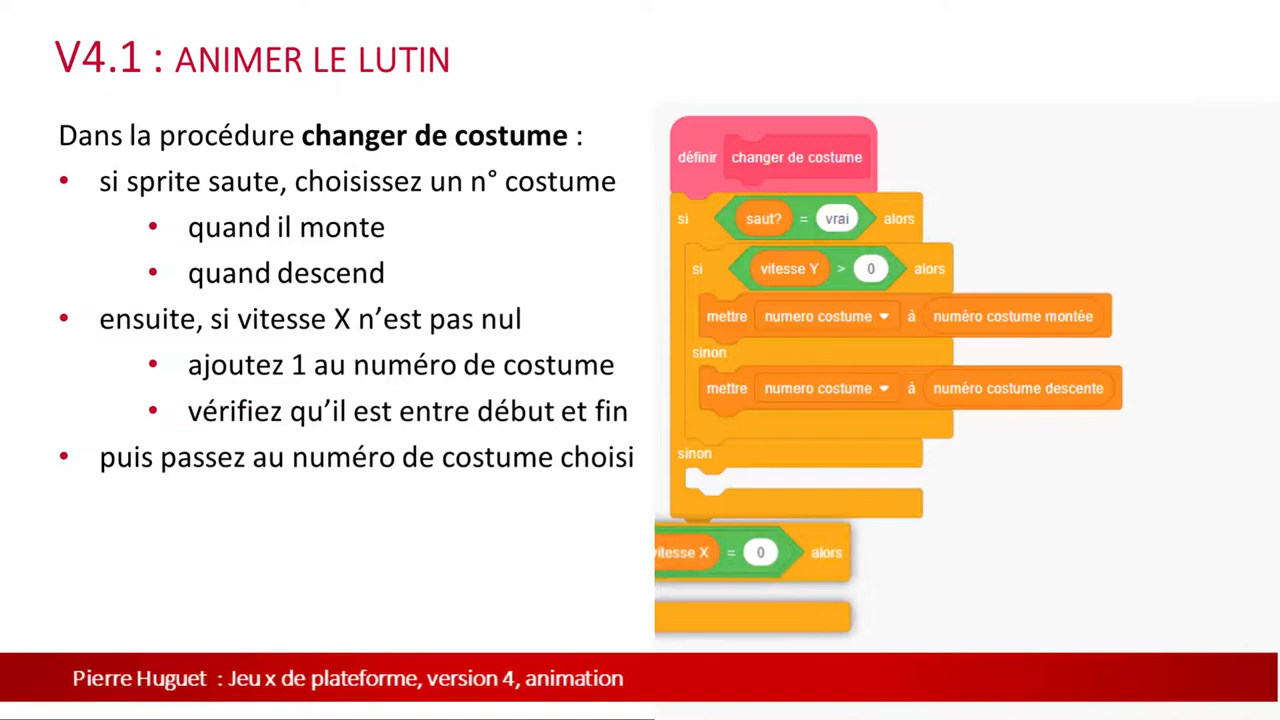 V4.1 : ANIMER LE LUTIN
Dans la procédure changer de costume :
• si sprite saute, choisissez un n° costume
• quand il monte
• quand descend
• ensuite, si vitesse X n’est pas nul
• ajoutez 1 au numéro de costume
• vérifiez qu’il est entre début et fin
• puis passez au numéro de costume choisi
définir changer de costume
si saut? = vrai alors
si vitesse Y > 0 alors
mettre numero costume à numéro costume montée
sinon
mettre numero costume à numéro costume descente
sinon
vitesse X = 0 alors
Pierre Huguet : Jeu x de plateforme, version 4, animation